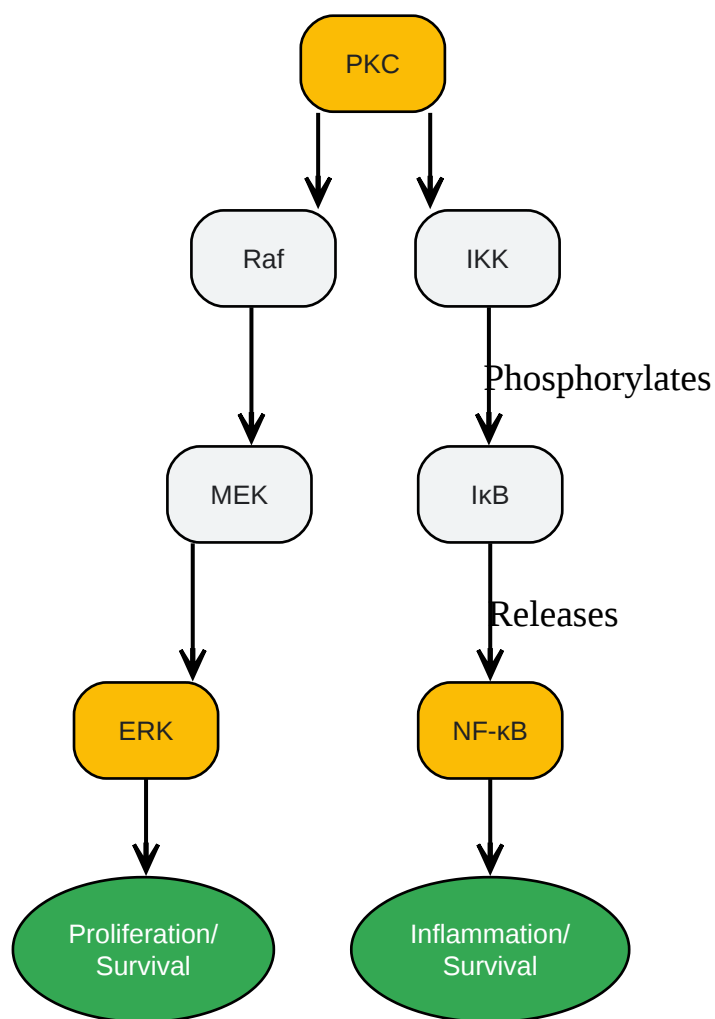 PKC
Raf
IKK
Phosphorylates
MEK
IκB
Releases
ERK
NF-κB
Proliferation/
Survival
Inflammation/
Survival